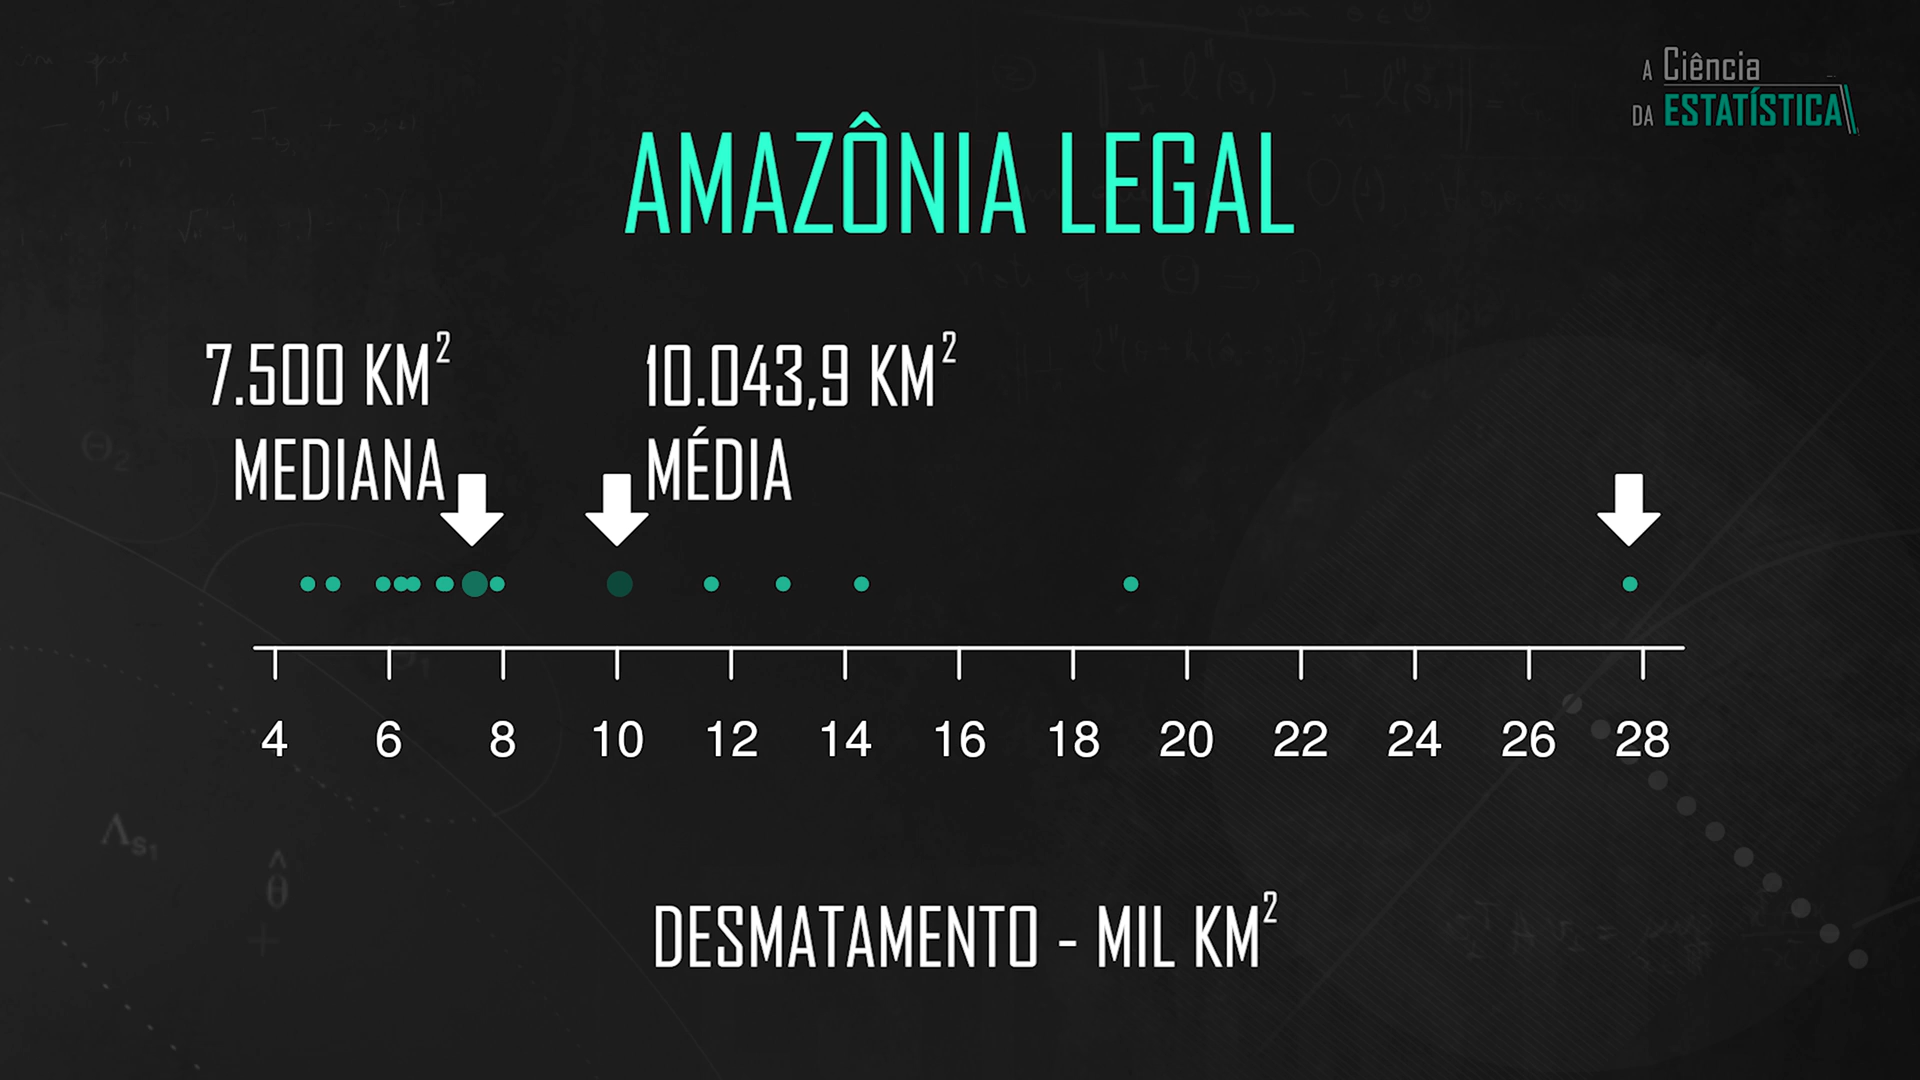 A Ciência
DA ESTATÍSTICA
AMAZÔNIA LEGAL
7.500 KM²
MEDIANA
10.043,9 KM²
MÉDIA
4 6 8 10 12 14 16 18 20 22 24 26 28
DESMATAMENTO - MIL KM²